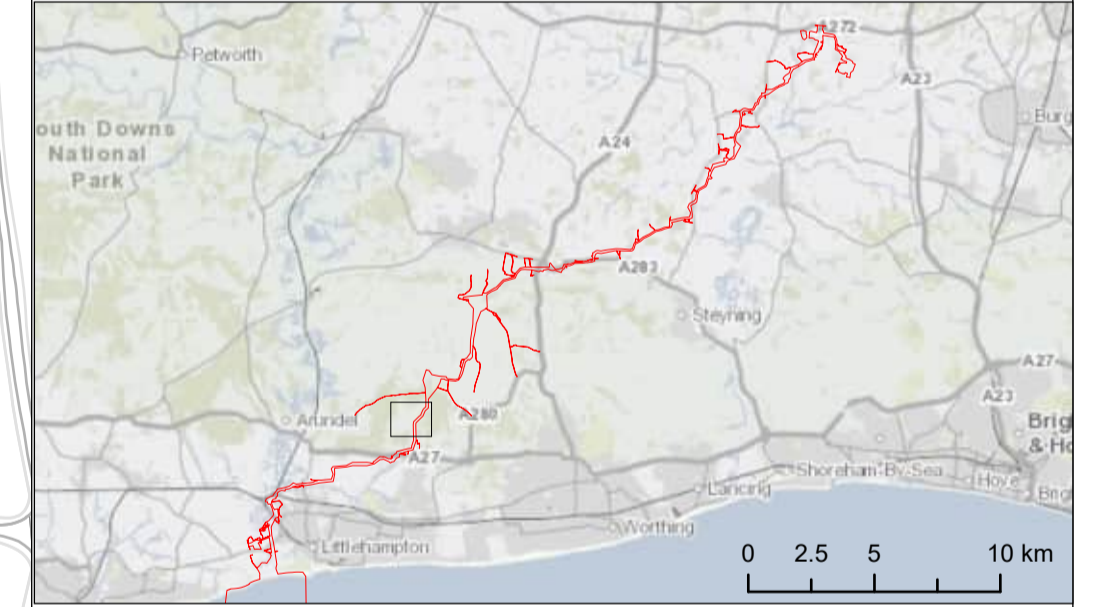 A272
Petworth
A23
Burg
outh Downs
National
Park
A24
A283
Steyning
A27
A23
Arundel
A280
Brig
& Ho
A27
Shoreham-By-Sea
Hove
Brig
Lancing
Worthing
Littlehampton
0 2.5 5 10 km